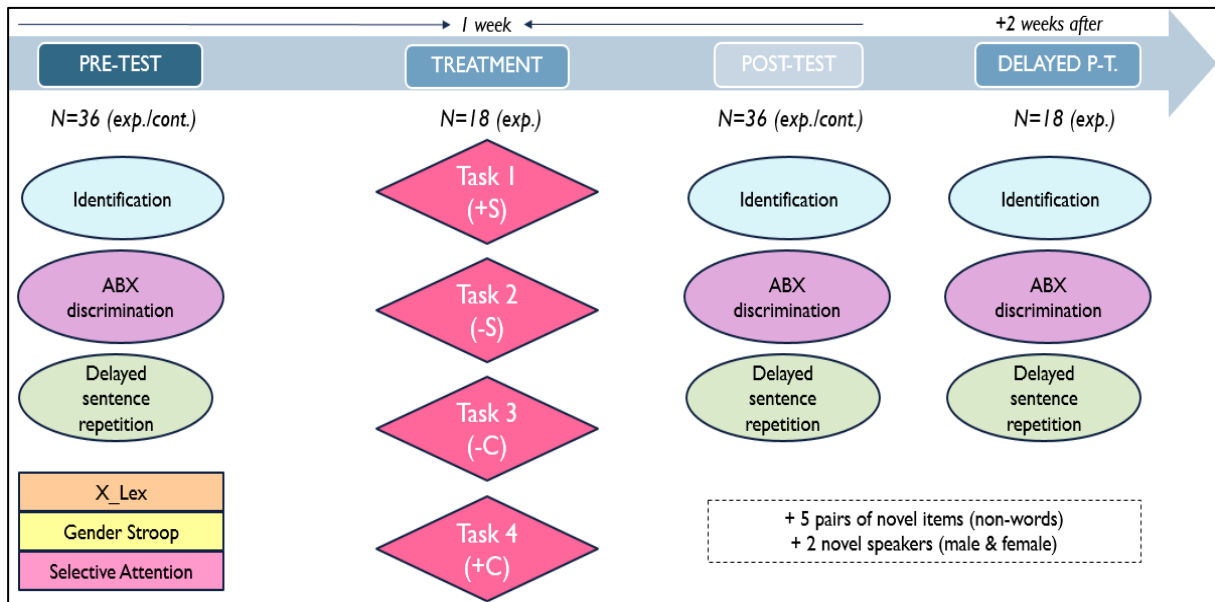 1 week
+2 weeks after
PRE-TEST
TREATMENT
POST-TEST
DELAYED P-T.
N=36 (exp./cont.)
N=18 (exp.)
N=36 (exp./cont.)
N=18 (exp.)
Identification
ABX
discrimination
Delayed
sentence
repetition
X_Lex
Gender Stroop
Selective Attention
Task 1
(+S)
Task 2
(-S)
Task 3
(-C)
Task 4
(+C)
Identification
ABX
discrimination
Delayed
sentence
repetition
Identification
ABX
discrimination
Delayed
sentence
repetition
+ 5 pairs of novel items (non-words)
+ 2 novel speakers (male & female)